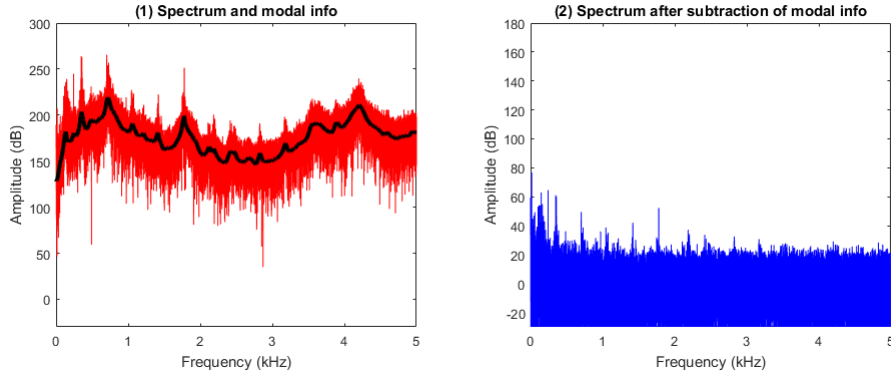 (1) Spectrum and modal info
300
250
200
150
100
50
0
Amplitude (dB)
0 1 2 3 4 5
Frequency (kHz)
(2) Spectrum after subtraction of modal info
180
160
140
120
100
80
60
40
20
0
-20
Amplitude (dB)
0 1 2 3 4 5
Frequency (kHz)